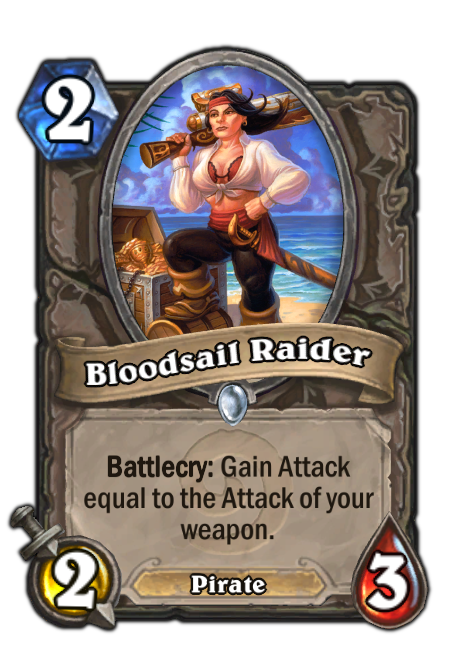 2
Bloodsail Raider
Battlecry: Gain Attack
equal to the Attack of your
weapon.
2
Pirate
3